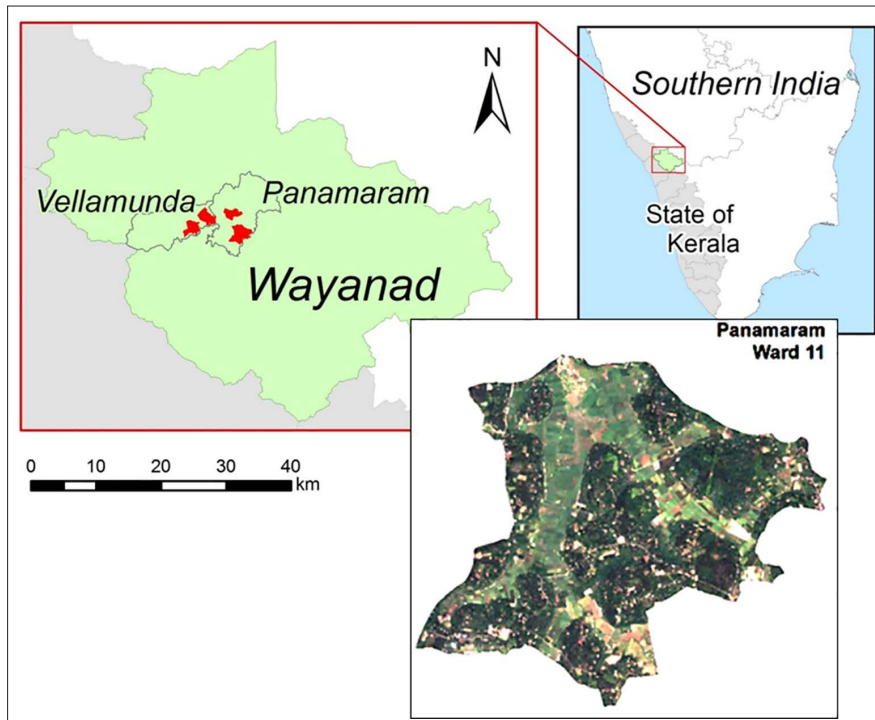 N
Vellamunda
Panamaram
Wayanad
Southern India
State of
Kerala
Panamaram
Ward 11
0 10 20 30 40
km